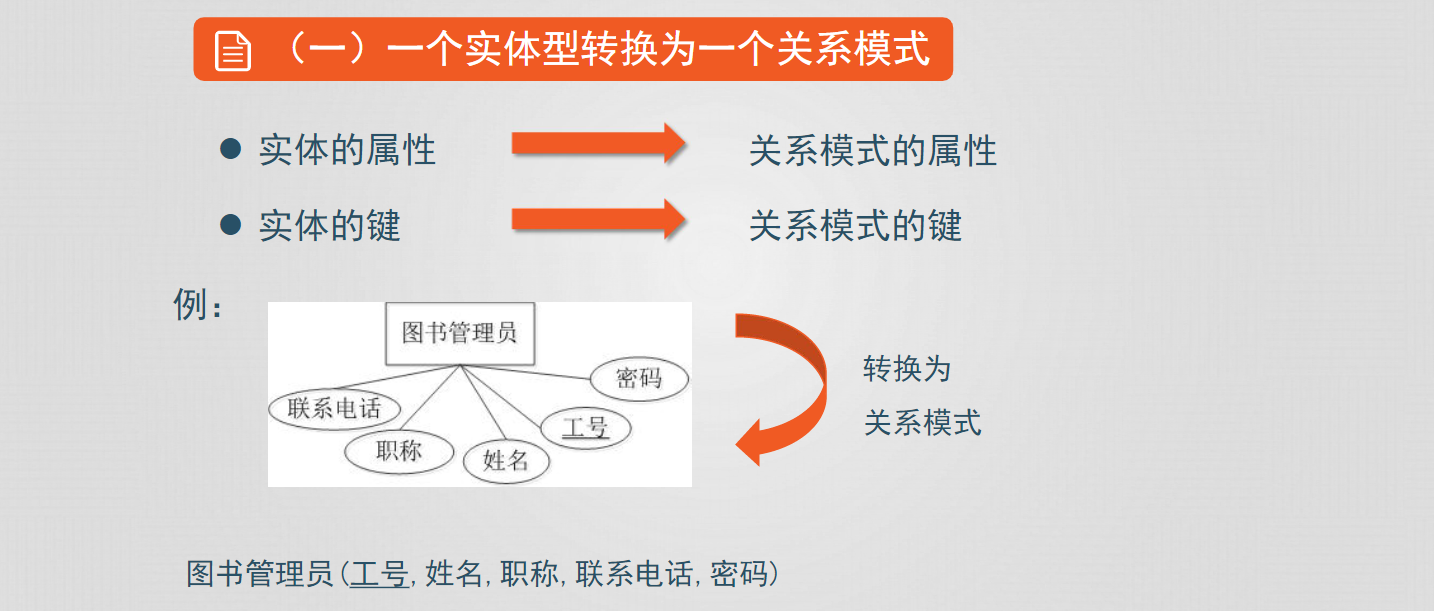 （一）一个实体型转换为一个关系模式
实体的属性
关系模式的属性
实体的键
关系模式的键
例：
图书管理员
密码
联系电话
工号
职称
姓名
转换为
关系模式
图书管理员(工号,姓名,职称,联系电话,密码)